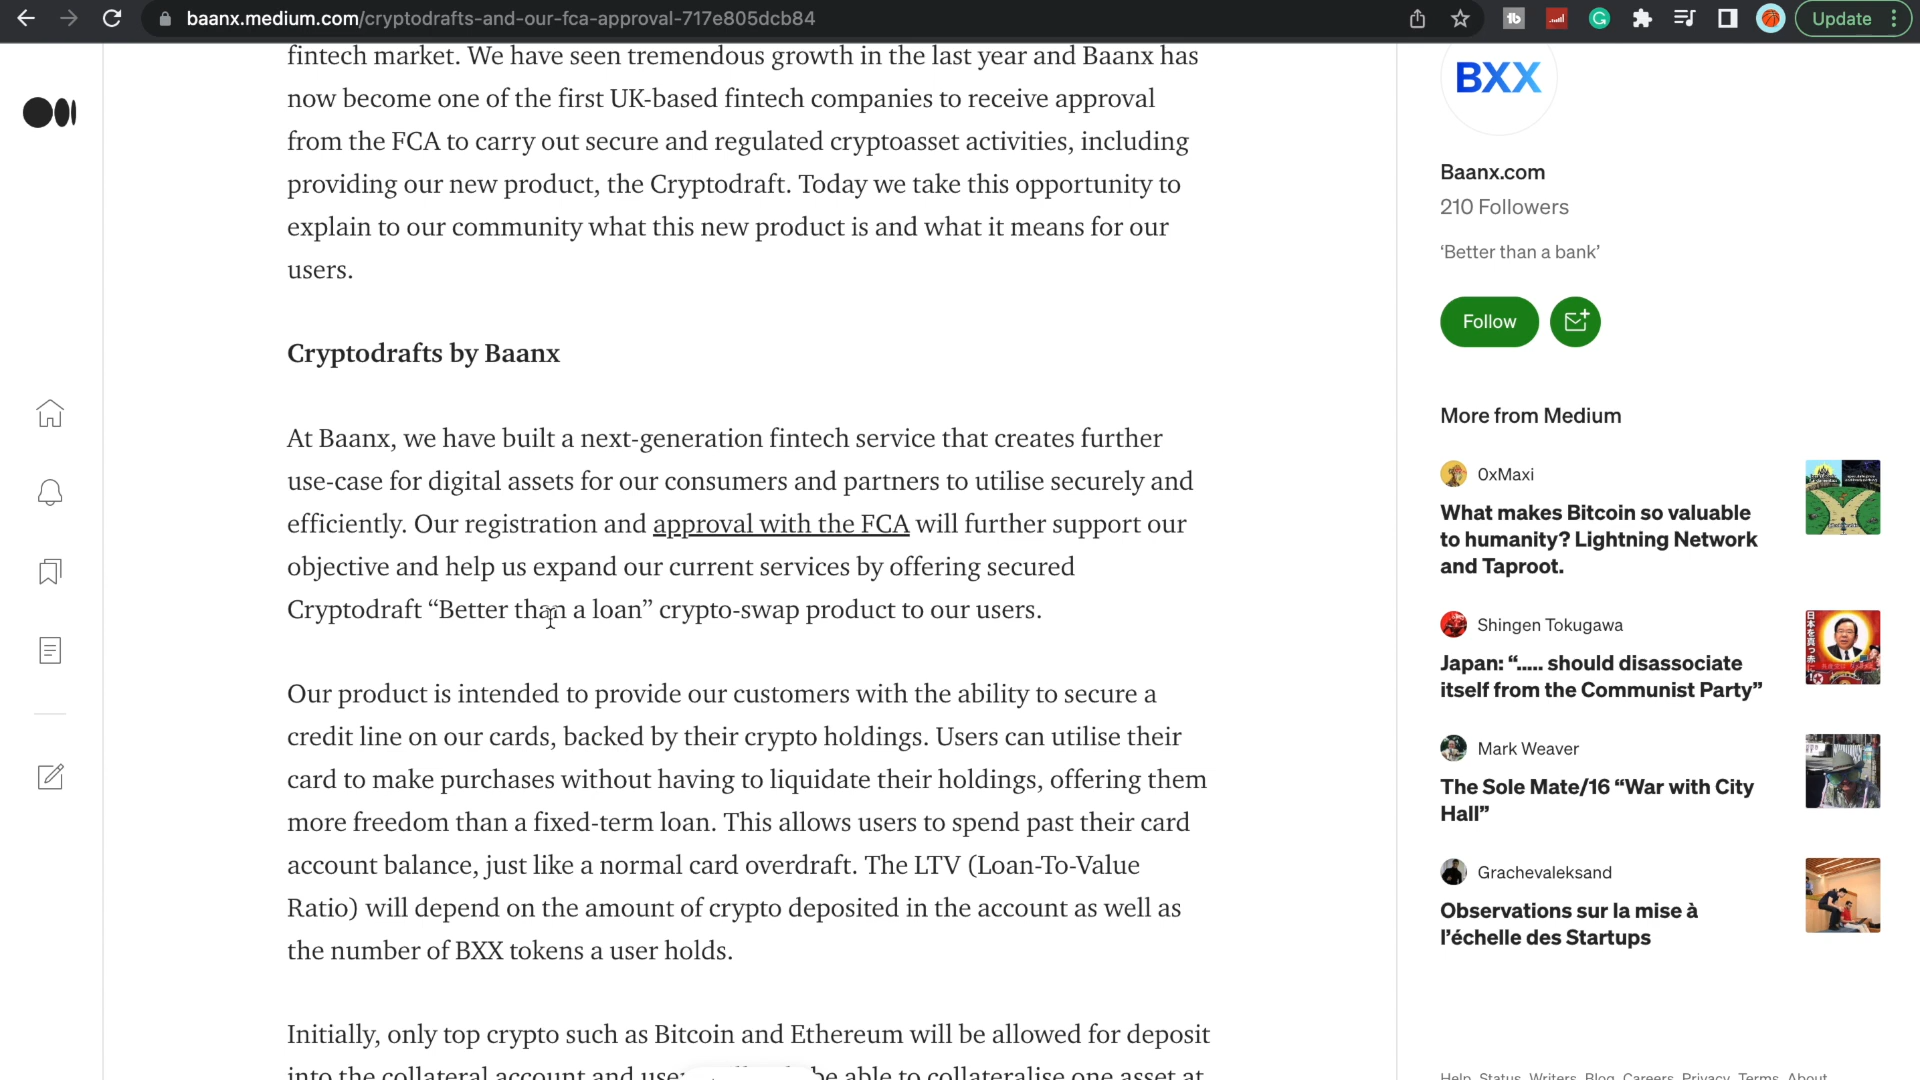 baanx.medium.com/cryptodrafts-and-our-fca-approval-717e805dcb84
Update
fintech market. We have seen tremendous growth in the last year and Baanx has
now become one of the first UK-based fintech companies to receive approval
from the FCA to carry out secure and regulated cryptoasset activities, including
providing our new product, the Cryptodraft. Today we take this opportunity to
explain to our community what this new product is and what it means for our
users.
Cryptodrafts by Baanx
At Baanx, we have built a next-generation fintech service that creates further
use-case for digital assets for our consumers and partners to utilise securely and
efficiently. Our registration and approval with the FCA will further support our
objective and help us expand our current services by offering secured
Cryptodraft “Better than a loan” crypto-swap product to our users.
Our product is intended to provide our customers with the ability to secure a
credit line on our cards, backed by their crypto holdings. Users can utilise their
card to make purchases without having to liquidate their holdings, offering them
more freedom than a fixed-term loan. This allows users to spend past their card
account balance, just like a normal card overdraft. The LTV (Loan-To-Value
Ratio) will depend on the amount of crypto deposited in the account as well as
the number of BXX tokens a user holds.
Initially, only top crypto such as Bitcoin and Ethereum will be allowed for deposit
into the collateral account and be able to collateralise one asset at
BXX
Baanx.com
210 Followers
‘Better than a bank’
Follow
More from Medium
0xMaxi
What makes Bitcoin so valuable
to humanity? Lightning Network
and Taproot.
Shingen Tokugawa
Japan: “..... should disassociate
itself from the Communist Party”
Mark Weaver
The Sole Mate/16 “War with City
Hall”
Grachevaleksand
Observations sur la mise à
l’échelle des Startups
Help Status Writers Blog Careers Privacy Terms About